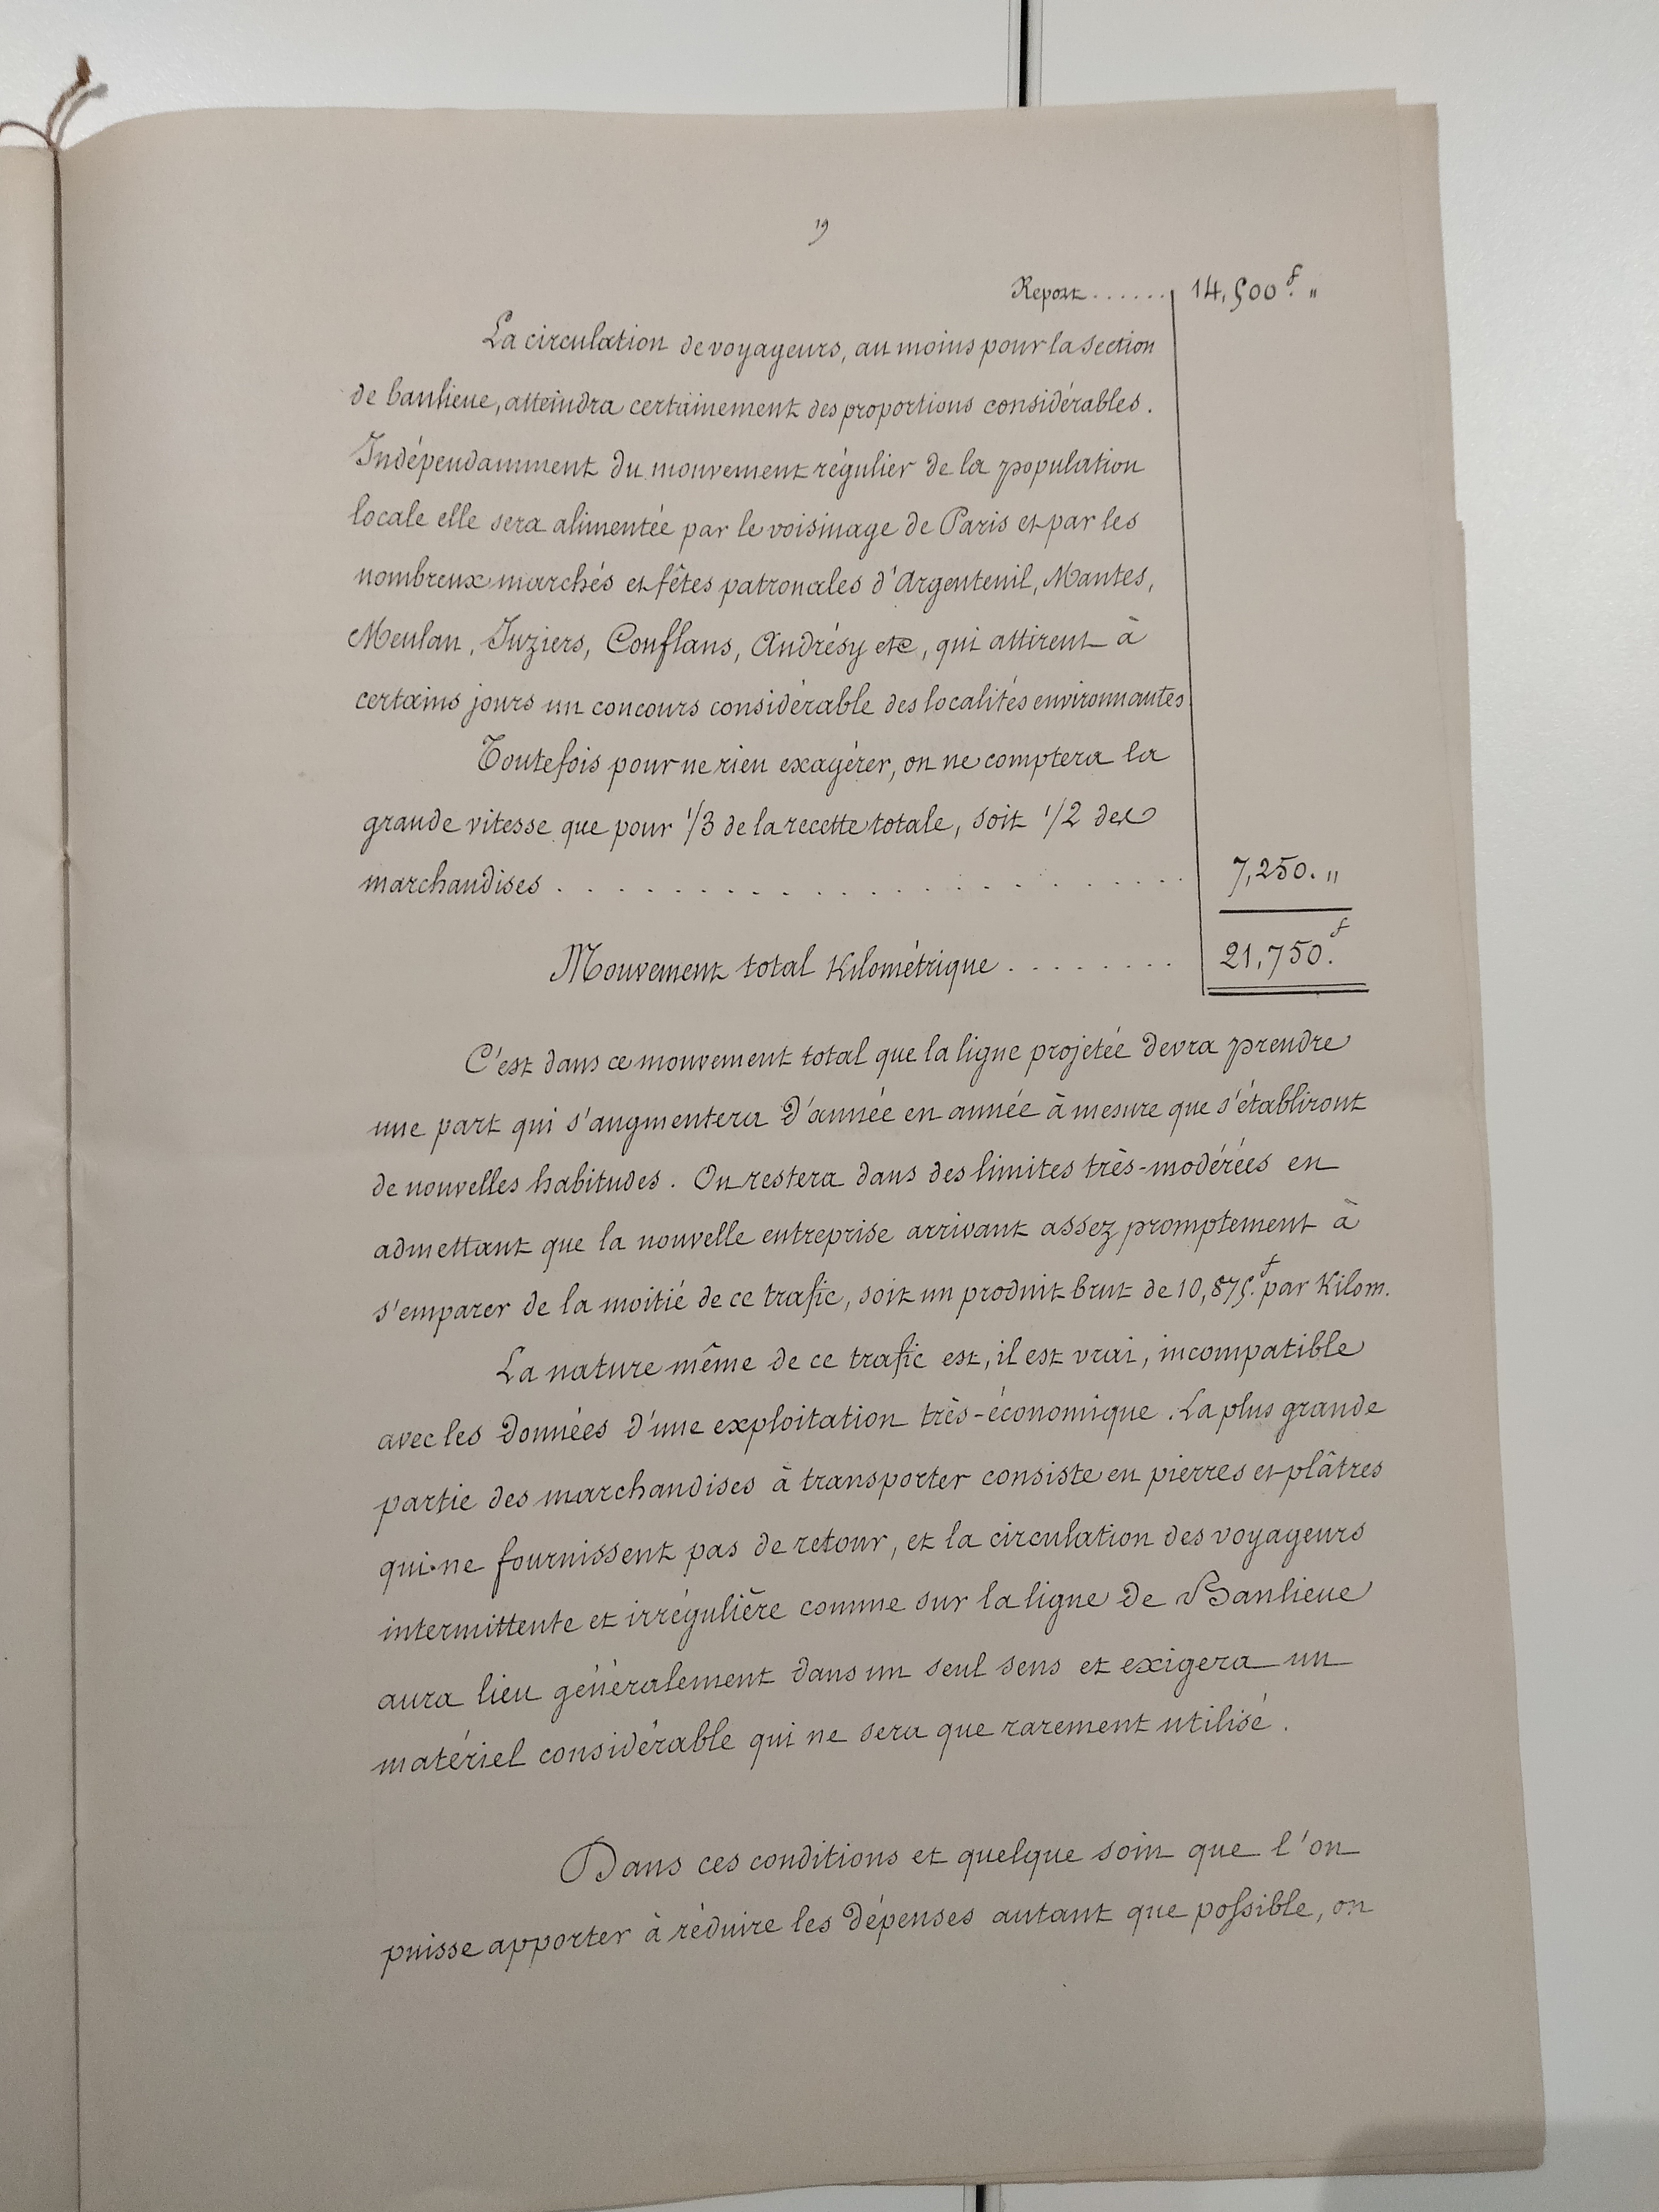 19
Report ...... 14,500f. "
La circulation de voyageurs, au moins pour la section
de banlieue, atteindra certainement des proportions considérables.
Indépendamment du mouvement régulier de la population
locale elle sera alimentée par le voisinage de Paris et par les
nombreux marchés et fêtes patronales d'Argenteuil, Mantes,
Meulan, Juziers, Conflans, Andrésy etc, qui attirent à
certains jours un concours considérable des localités environnantes.
Toutefois pour ne rien exagérer, on ne comptera la
grande vitesse que pour 1/3 de la recette totale, soit 1/2 des
marchandises . . . . . . . . . . . . . . . . . . . . . . . 7,250. "
Mouvement total Kilométrique ........ 21,750.f
C'est dans ce mouvement total que la ligne projetée devra prendre
une part qui s'augmentera d'année en année à mesure que s'établiront
de nouvelles habitudes. On restera dans des limites très-modérées en
admettant que la nouvelle entreprise arrivant assez promptement à
s'emparer de la moitié de ce trafic, soit un produit brut de 10,875.f par Kilom.
La nature même de ce trafic est, il est vrai, incompatible
avec les données d'une exploitation très-économique. La plus grande
partie des marchandises à transporter consiste en pierres et plâtres
qui ne fournissent pas de retour, et la circulation des voyageurs
intermittente et irrégulière comme sur la ligne de Banlieue
aura lieu généralement dans un seul sens et exigera un
matériel considérable qui ne sera que rarement utilisé.
Dans ces conditions et quelque soin que l'on
puisse apporter à réduire les dépenses autant que possible, on